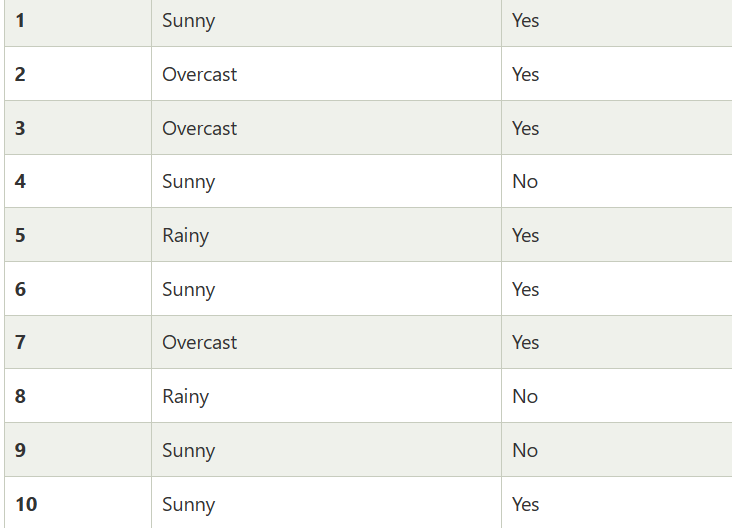 1 Sunny Yes
2 Overcast Yes
3 Overcast Yes
4 Sunny No
5 Rainy Yes
6 Sunny Yes
7 Overcast Yes
8 Rainy No
9 Sunny No
10 Sunny Yes